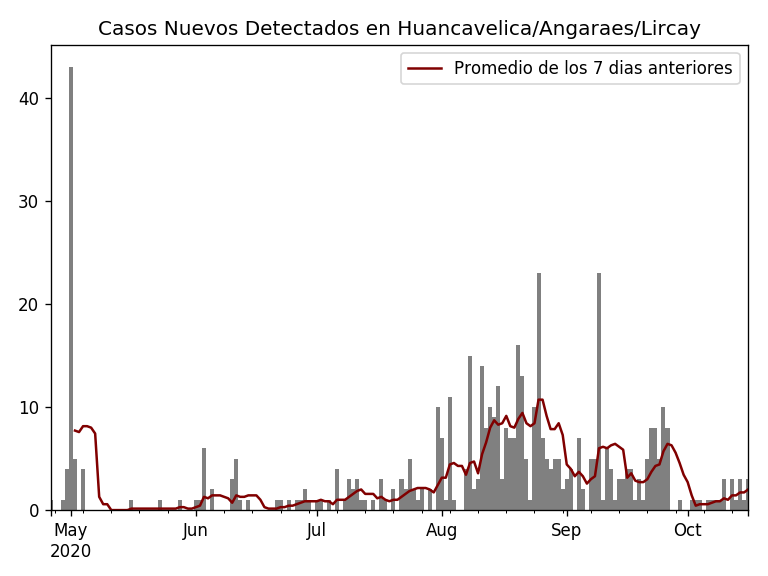 Casos Nuevos Detectados en Huancavelica/Angaraes/Lircay
Promedio de los 7 dias anteriores
40
30
20
10
0
May Jun Jul Aug Sep Oct
2020